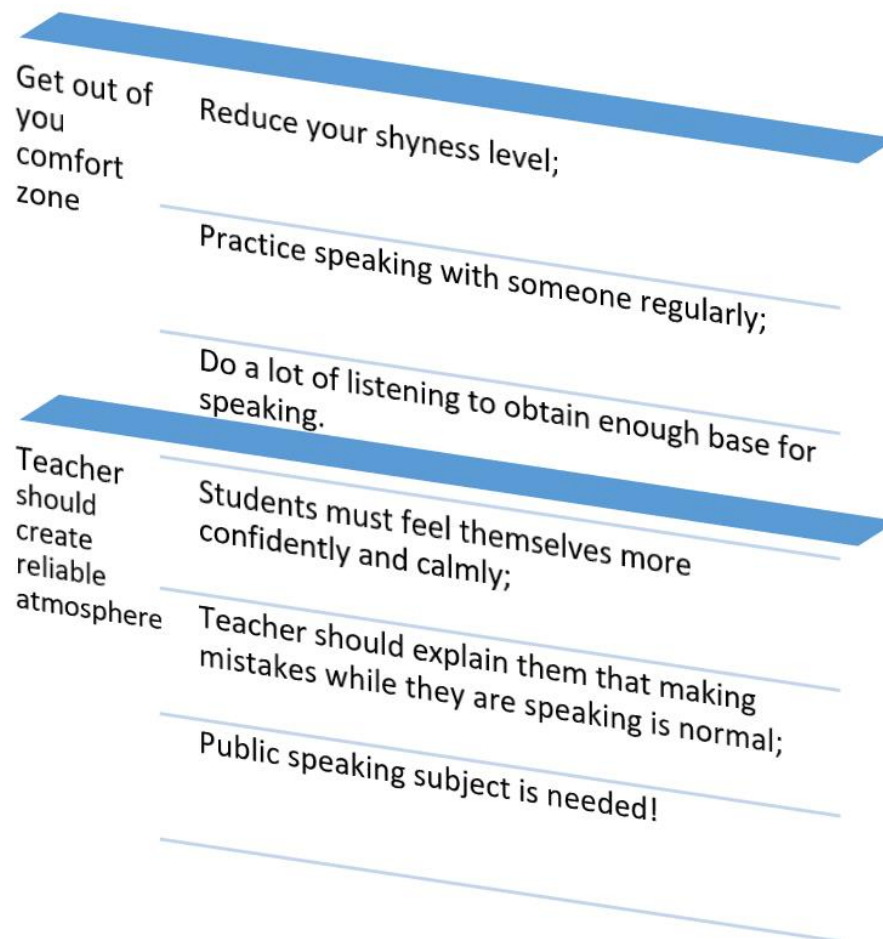 Get out of
you
comfort
zone
Reduce your shyness level;
Practice speaking with someone regularly;
Do a lot of listening to obtain enough base for
speaking.
Teacher
should
create
reliable
atmosphere
Students must feel themselves more
confidently and calmly;
Teacher should explain them that making
mistakes while they are speaking is normal;
Public speaking subject is needed!